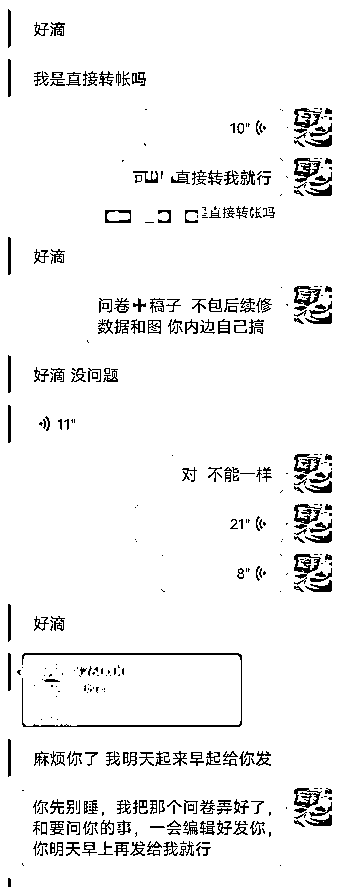 好滴
我是直接转帐吗
10"
直接转我就行
直接转帐吗
好滴
问卷➕稿子  不包后续修
数据和图 你内边自己搞
好滴 没问题
11"
对  不能一样
21"
8"
好滴
麻烦你了 我明天起来早起给你发
你先别睡，我把那个问卷弄好了，
和要问你的事，一会编辑好发你，
你明天早上再发给我就行